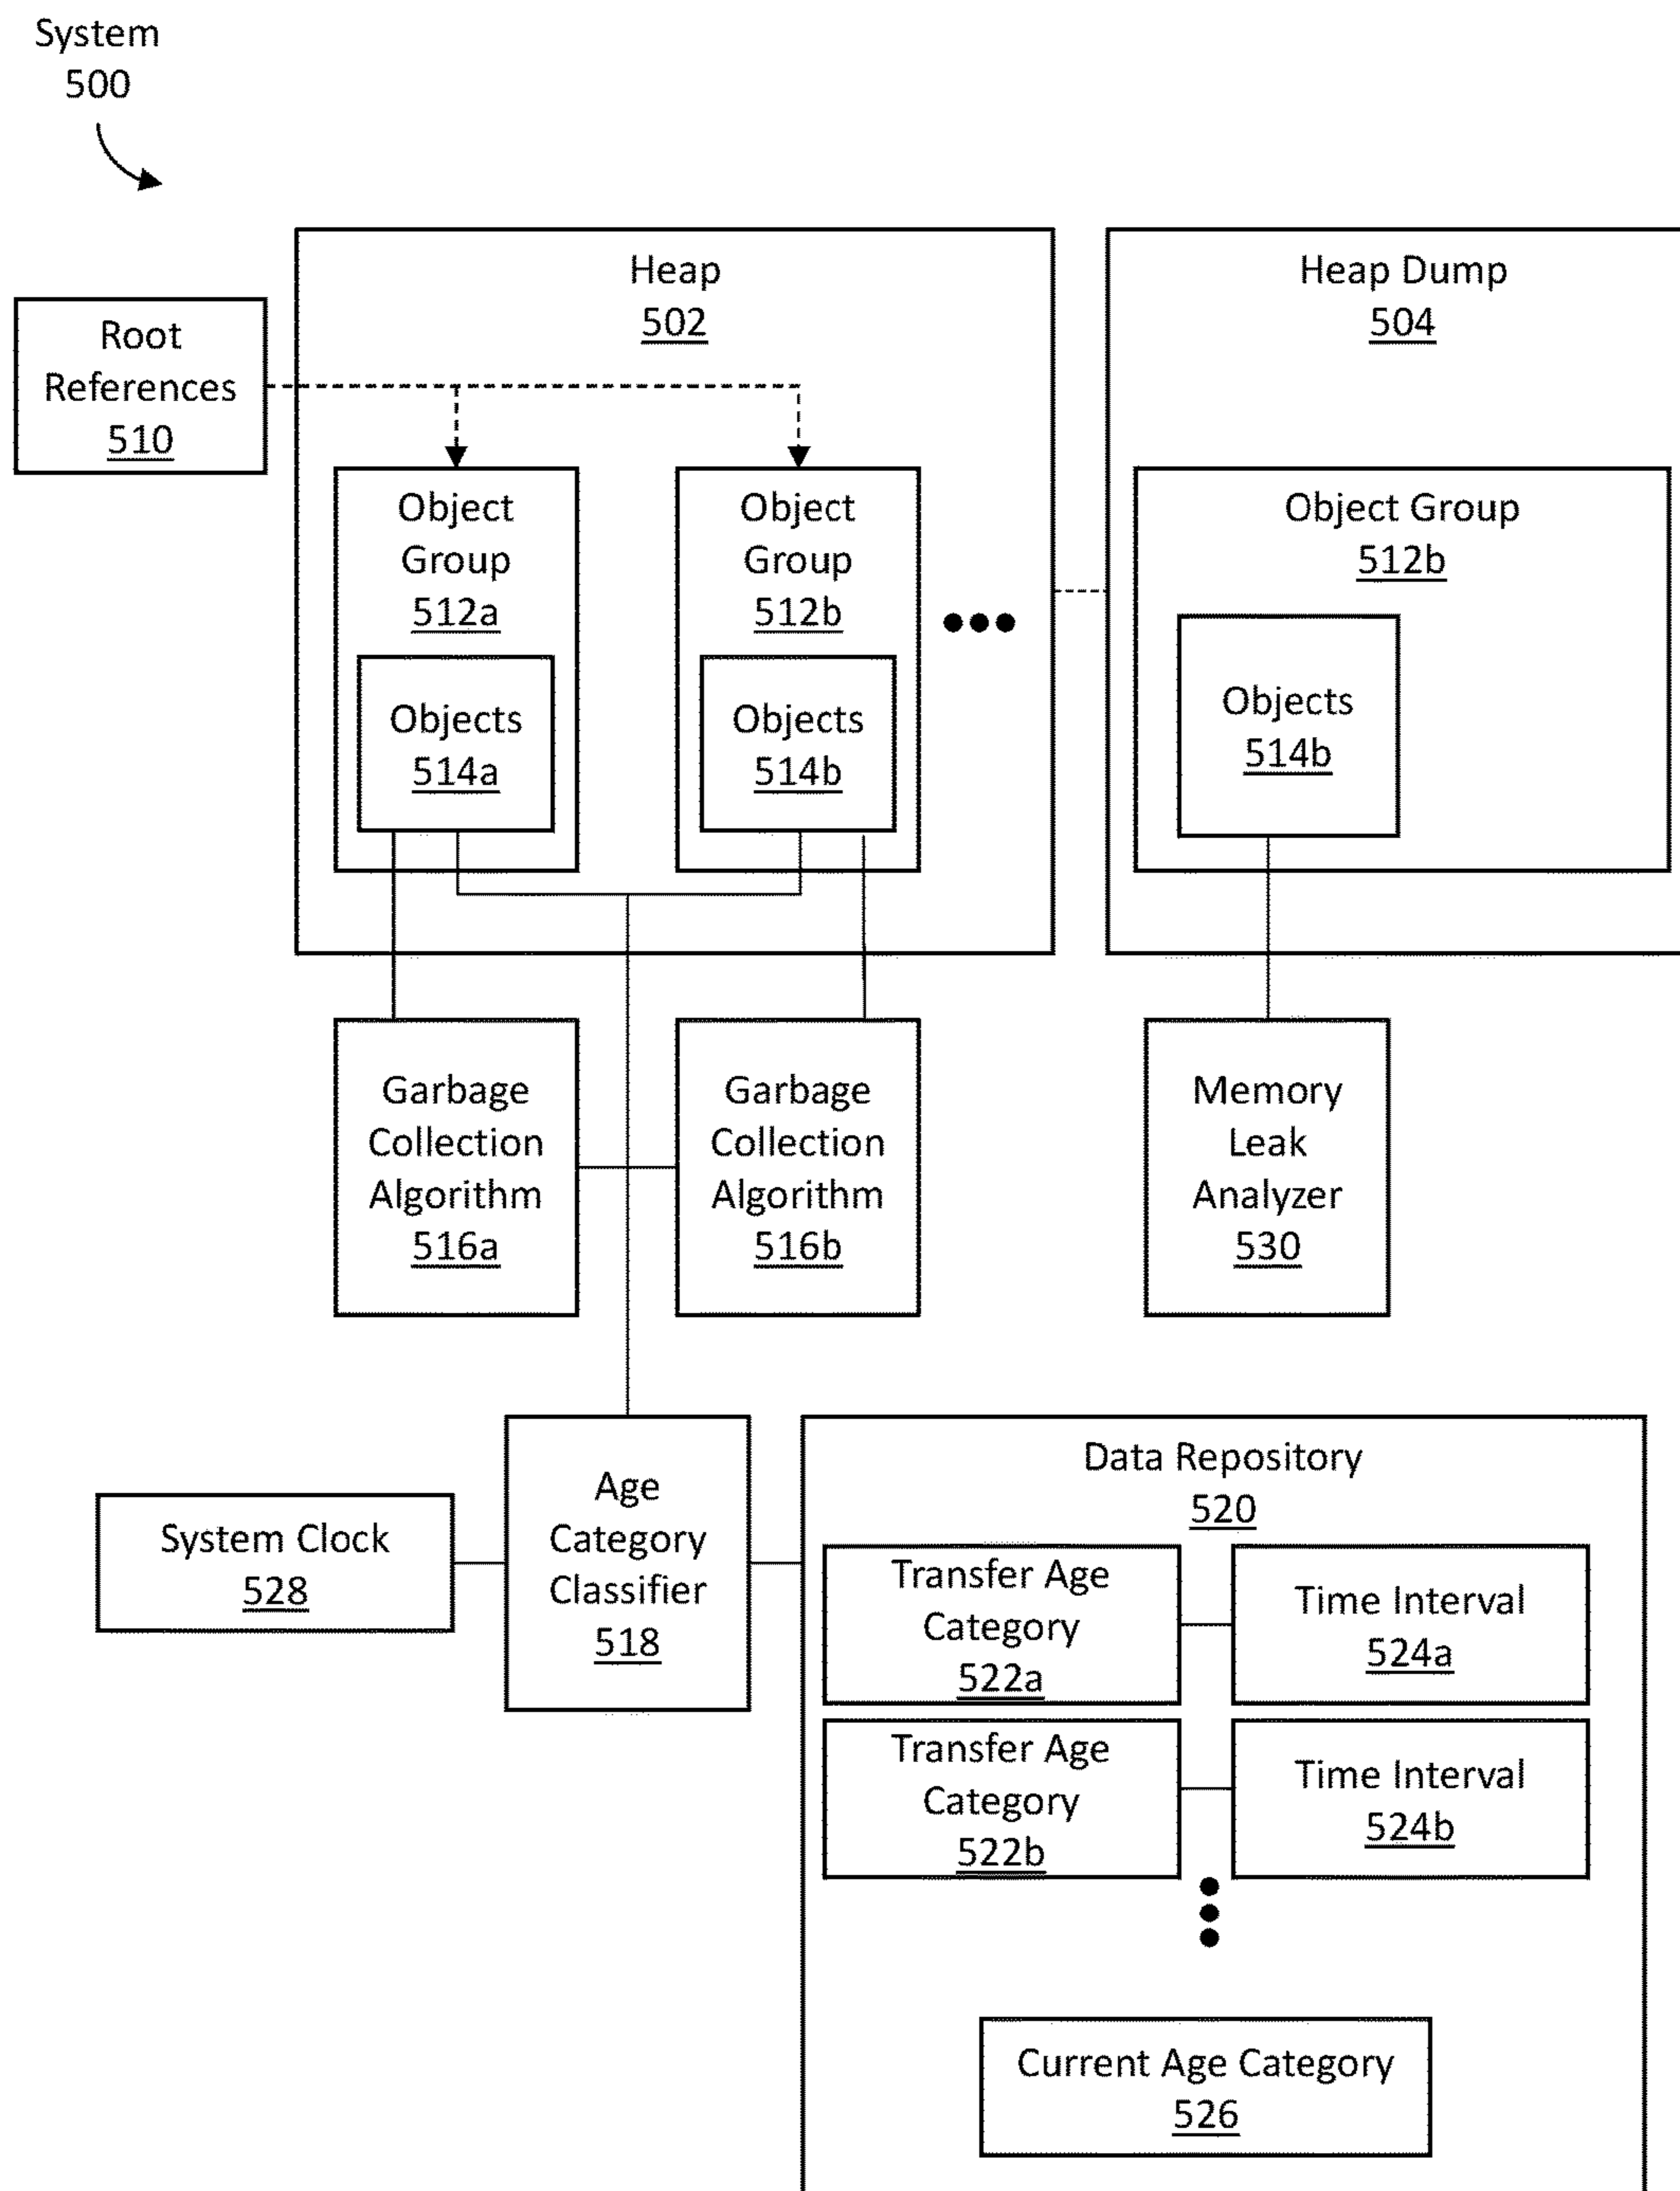 System
500
Heap
502
Heap Dump
504
Root
References
510
Object
Group
512a
Objects
514a
Object
Group
512b
Objects
514b
Object Group
512b
Objects
514b
Garbage
Collection
Algorithm
516a
Garbage
Collection
Algorithm
516b
Memory
Leak
Analyzer
530
System Clock
528
Age
Category
Classifier
518
Data Repository
520
Transfer Age
Category
522a
Time Interval
524a
Transfer Age
Category
522b
Time Interval
524b
Current Age Category
526